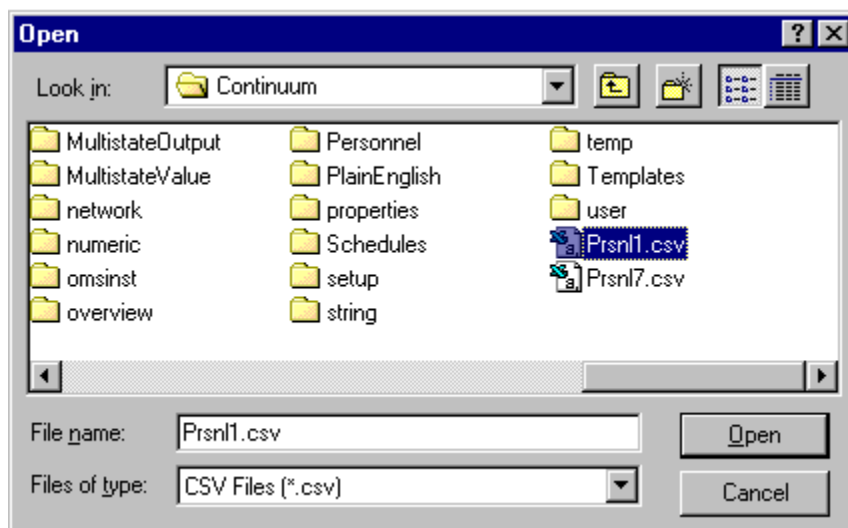 Open
Look in: Continuum
MultistateOutput Personnel temp
MultistateValue PlainEnglish Templates
network properties user
numeric Schedules Prsnl1.csv
omsinst setup Prsnl7.csv
overview string
File name: Prsnl1.csv Open
Files of type: CSV Files (*.csv) Cancel